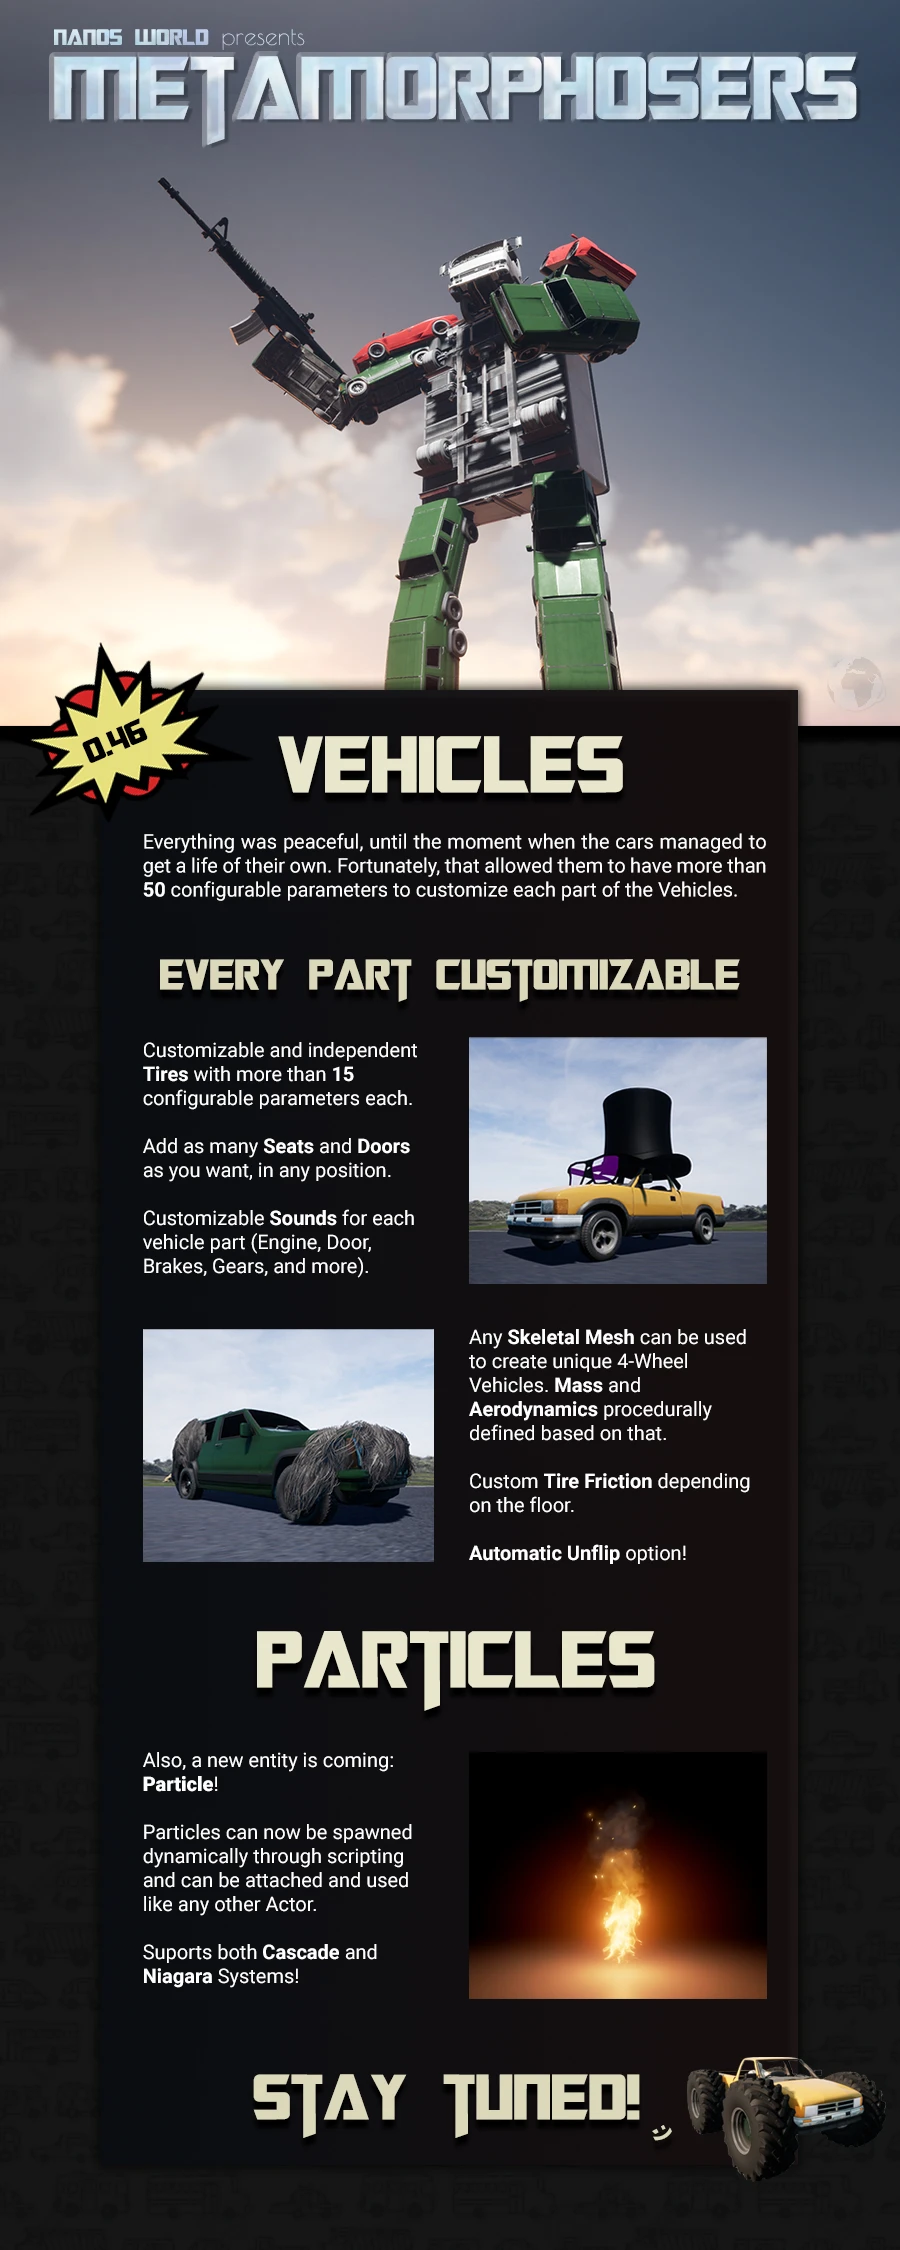 NANOS WORLD presents
METAMORPHOSERS
0.46
VEHICLES
Everything was peaceful, until the moment when the cars managed to
get a life of their own. Fortunately, that allowed them to have more than
50 configurable parameters to customize each part of the Vehicles.
EVERY PART CUSTOMIZABLE
Customizable and independent
Tires with more than 15
configurable parameters each.
Add as many Seats and Doors
as you want, in any position.
Customizable Sounds for each
vehicle part (Engine, Door,
Brakes, Gears, and more).
Any Skeletal Mesh can be used
to create unique 4-Wheel
Vehicles. Mass and
Aerodynamics procedurally
defined based on that.
Custom Tire Friction depending
on the floor.
Automatic Unflip option!
PARTICLES
Also, a new entity is coming:
Particle!
Particles can now be spawned
dynamically through scripting
and can be attached and used
like any other Actor.
Suports both Cascade and
Niagara Systems!
STAY TUNED!
:)